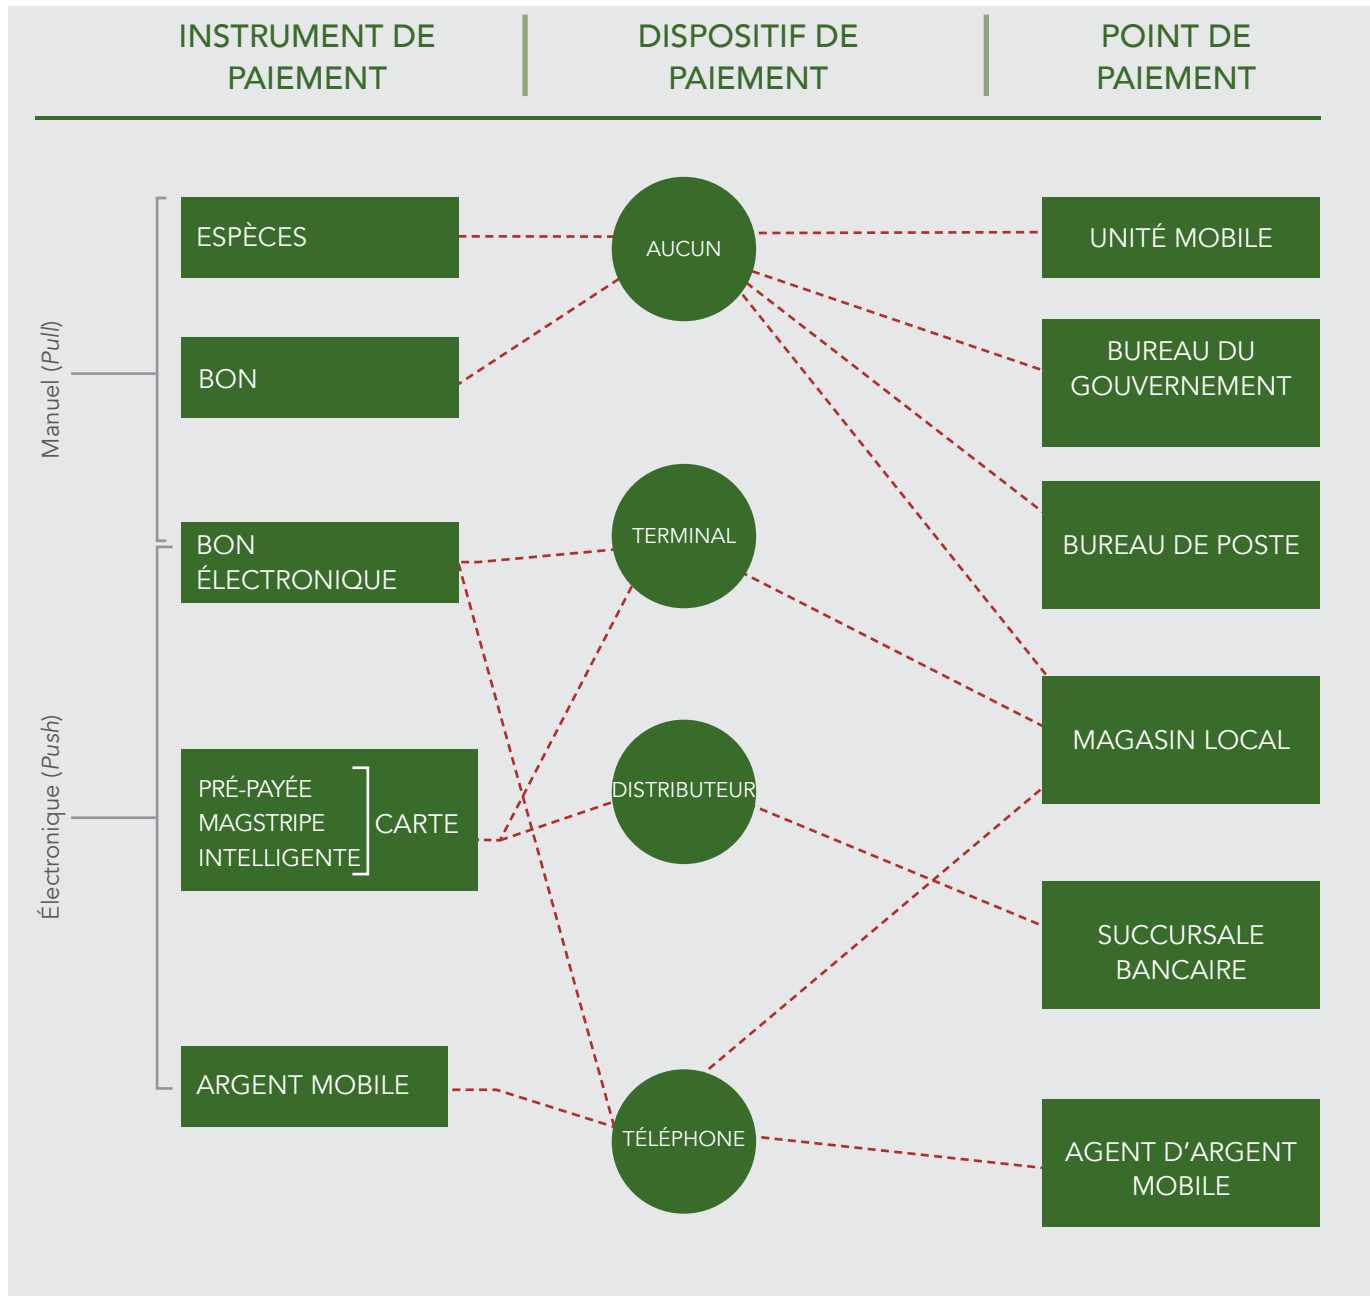 INSTRUMENT DE
PAIEMENT
DISPOSITIF DE
PAIEMENT
POINT DE
PAIEMENT
Manuel (Pull)
Électronique (Push)
ESPÈCES
BON
BON
ÉLECTRONIQUE
PRÉ-PAYÉE
MAGSTRIPE
INTELLIGENTE
CARTE
ARGENT MOBILE
AUCUN
TERMINAL
DISTRIBUTEUR
TÉLÉPHONE
UNITÉ MOBILE
BUREAU DU
GOUVERNEMENT
BUREAU DE POSTE
MAGASIN LOCAL
SUCCURSALE
BANCAIRE
AGENT D’ARGENT
MOBILE